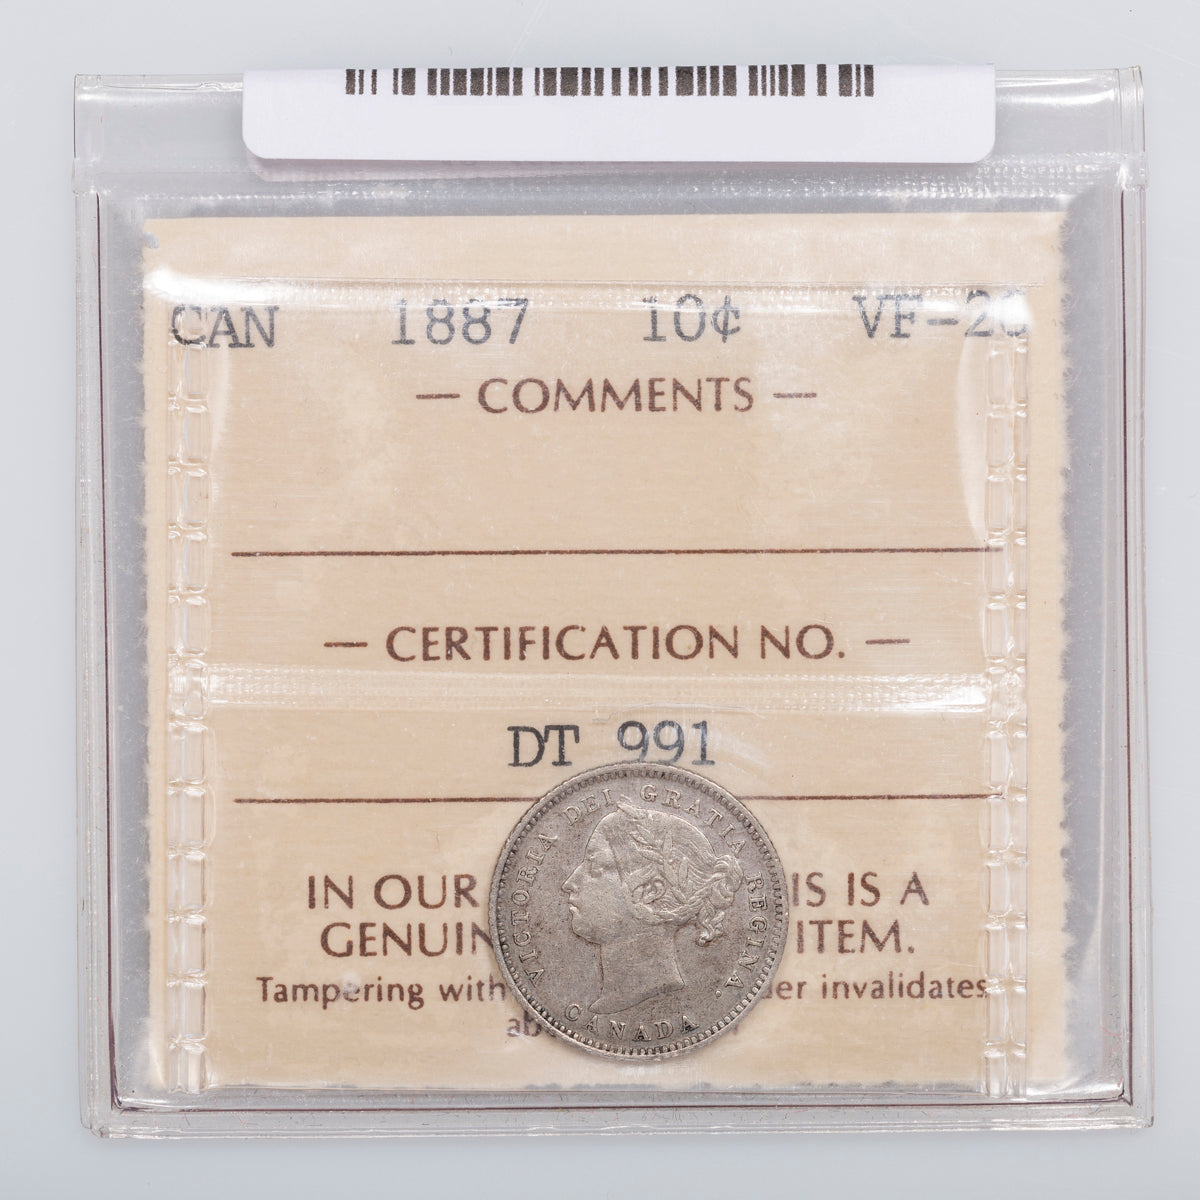 CAN 1887 10¢ VF-20
— COMMENTS —
— CERTIFICATION NO. —
DT 991
IN OUR IS IS A
GENUIN ITEM.
Tampering with der invalidates
ab
VICTORIA DEI GRATIA REGINA.
CANADA